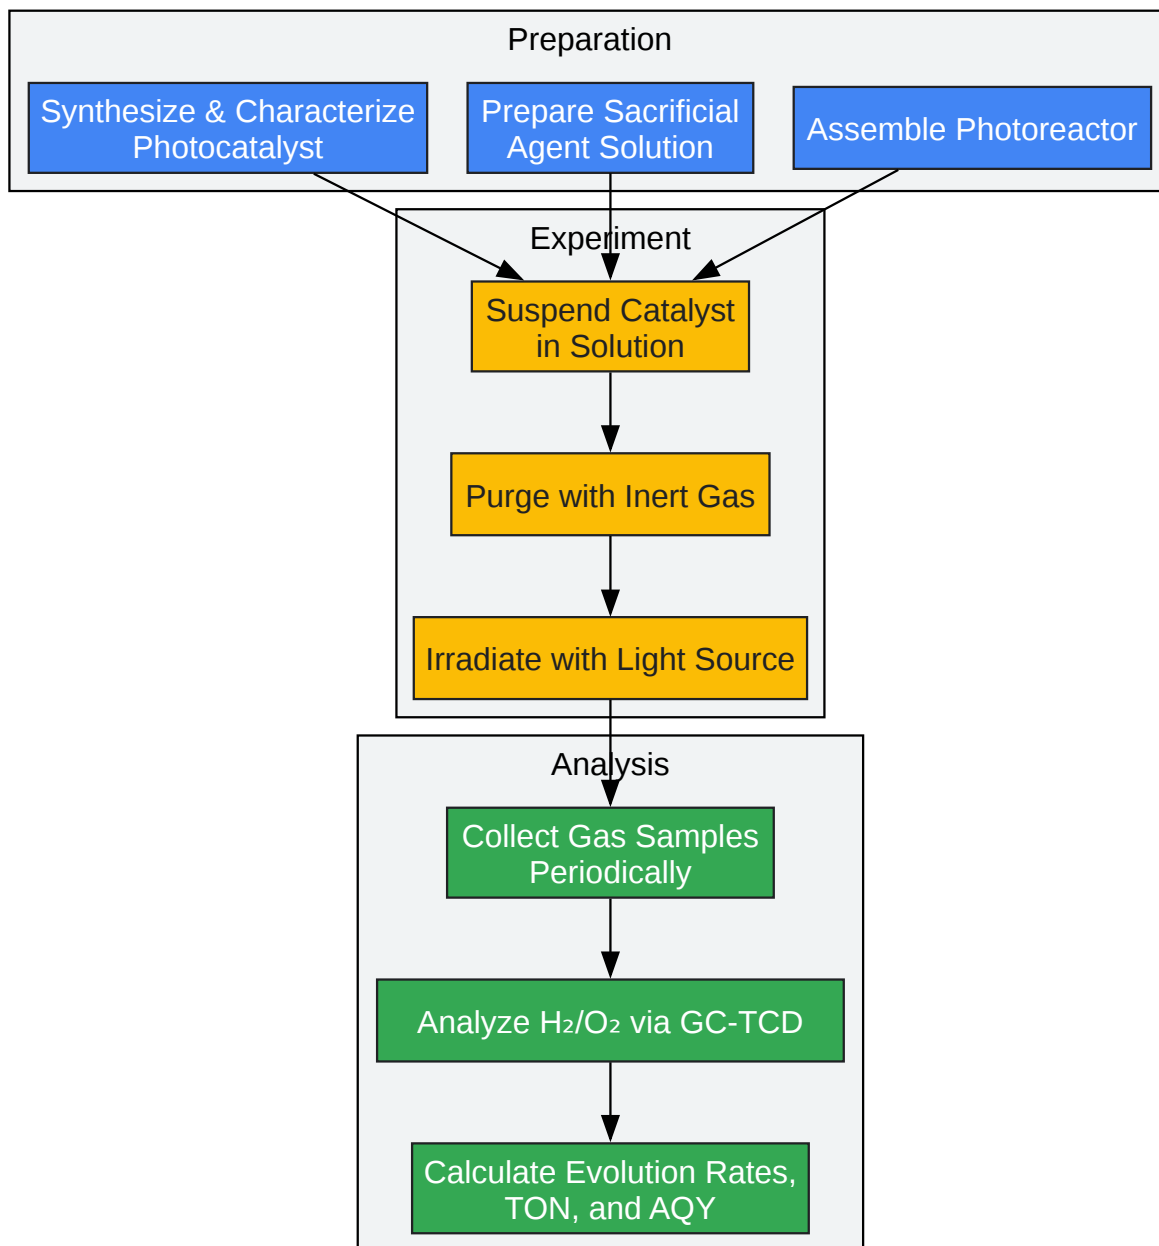 Preparation
Synthesize & Characterize
Photocatalyst
Prepare Sacrificial
Agent Solution
Assemble Photoreactor
Experiment
Suspend Catalyst
in Solution
Purge with Inert Gas
Irradiate with Light Source
Analysis
Collect Gas Samples
Periodically
Analyze H₂/O₂ via GC-TCD
Calculate Evolution Rates,
TON, and AQY